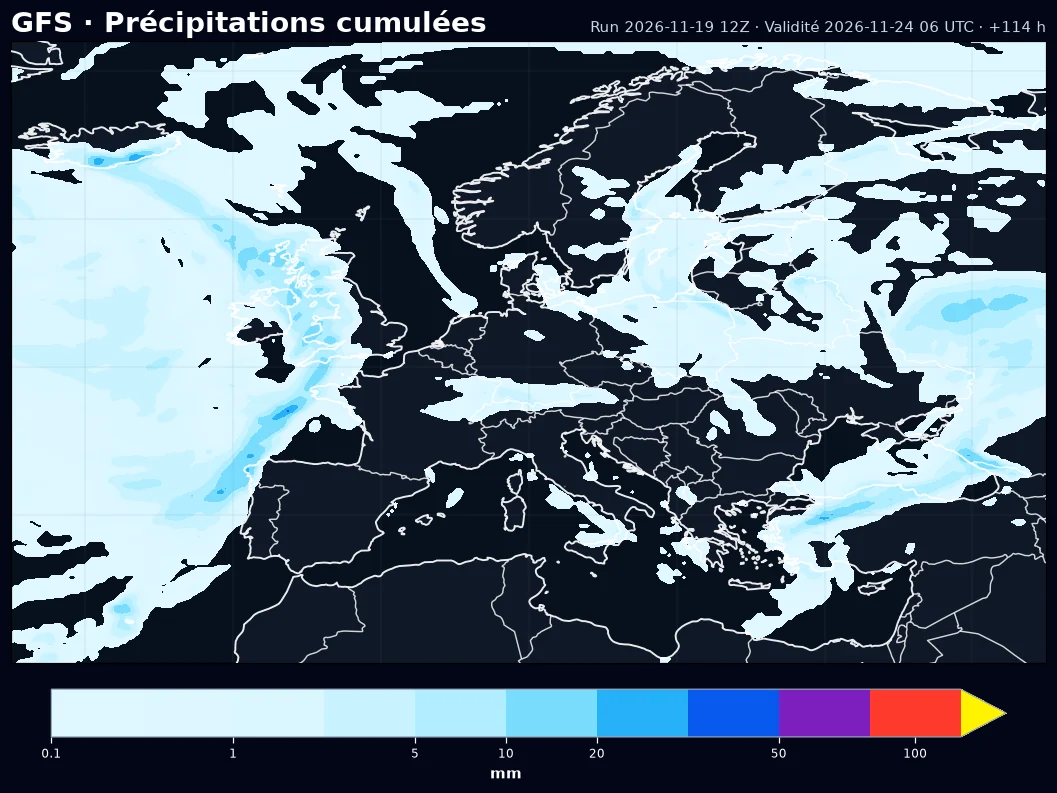 GFS · Précipitations cumulées
Run 2026-11-19 12Z · Validité 2026-11-24 06 UTC · +114 h
0.1 1 5 10 20 50 100
mm